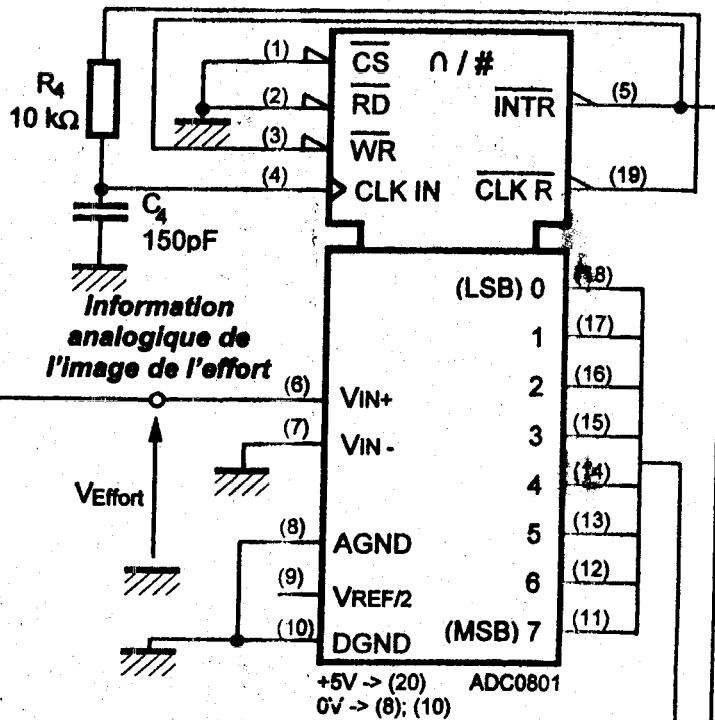 R4
10 kΩ
C4
150pF
(1)
(2)
(3)
(4)
CS
RD
WR
CLK IN
∩ / #
INTR
CLK R
(5)
(19)
Information
analogique de
l'image de l'effort
VEffort
(6)
(7)
(8)
(9)
(10)
VIN+
VIN -
AGND
VREF/2
DGND
(LSB) 0
1
2
3
4
5
6
(MSB) 7
(18)
(17)
(16)
(15)
(14)
(13)
(12)
(11)
+5V -> (20)
0V -> (8); (10)
ADC0801